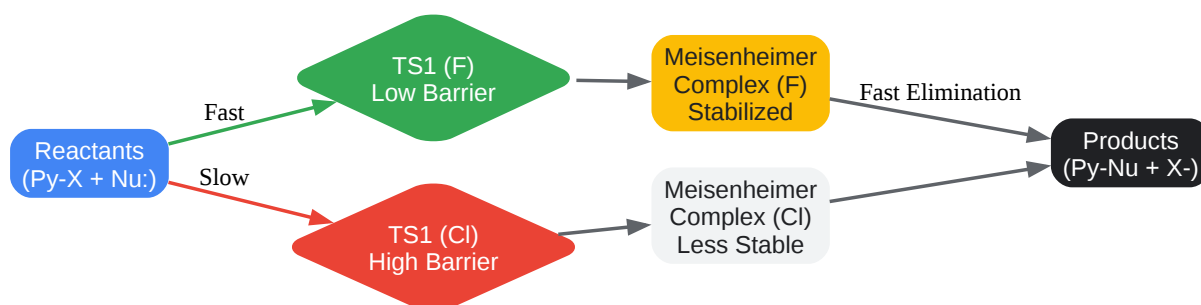 Reactants
(Py-X + Nu:)
Fast
Slow
TS1 (F)
Low Barrier
TS1 (Cl)
High Barrier
Meisenheimer
Complex (F)
Stabilized
Meisenheimer
Complex (Cl)
Less Stable
Fast Elimination
Products
(Py-Nu + X-)